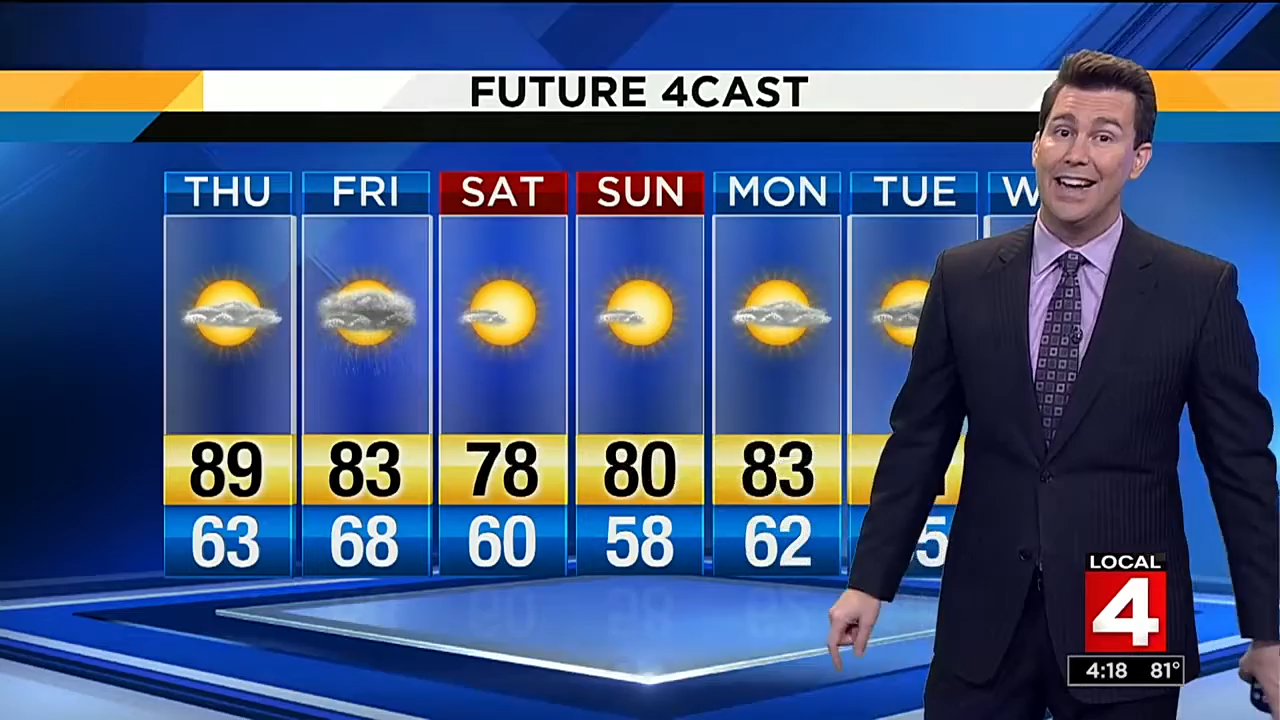 FUTURE 4CAST
THU FRI SAT SUN MON TUE
89 83 78 80 83
63 68 60 58 62
LOCAL
4
4:18 81°